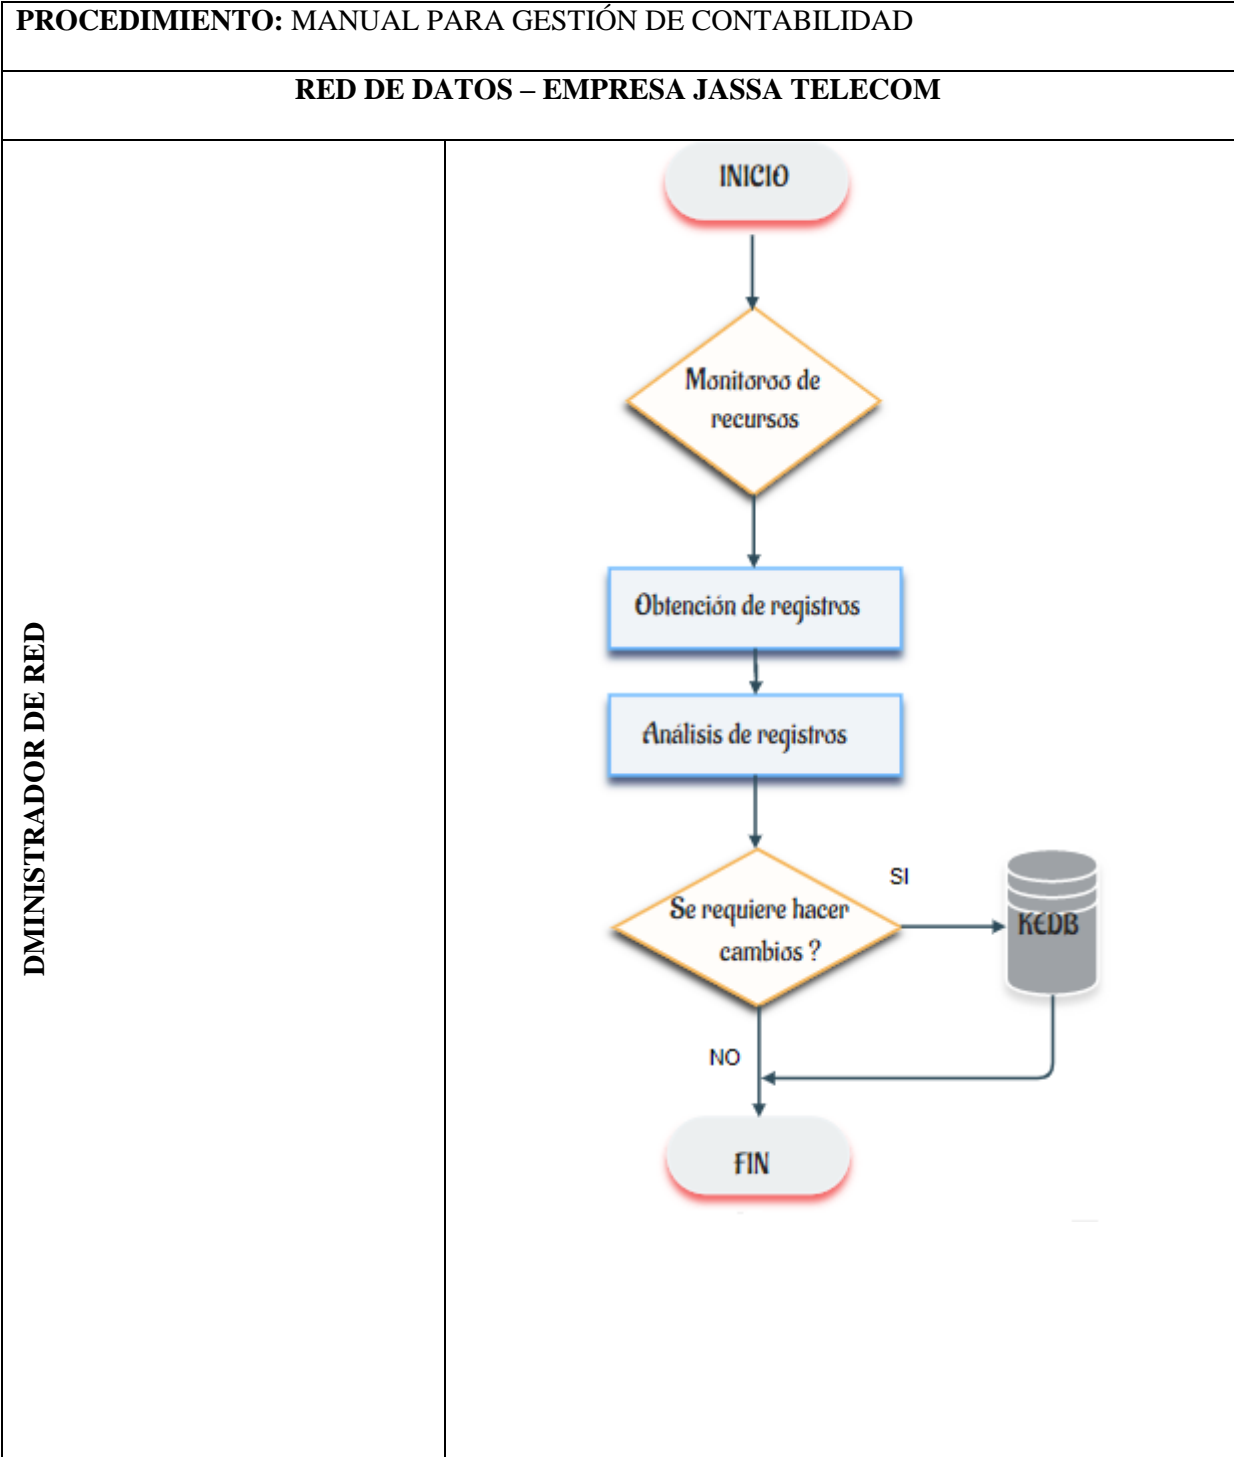 PROCEDIMIENTO: MANUAL PARA GESTIÓN DE CONTABILIDAD
RED DE DATOS – EMPRESA JASSA TELECOM
DMINISTRADOR DE RED
INICIO
Monitoroo de
recursos
Obtención de registros
Análisis de registros
Se requiere hacer
cambios ?
SI
KEDB
NO
FIN